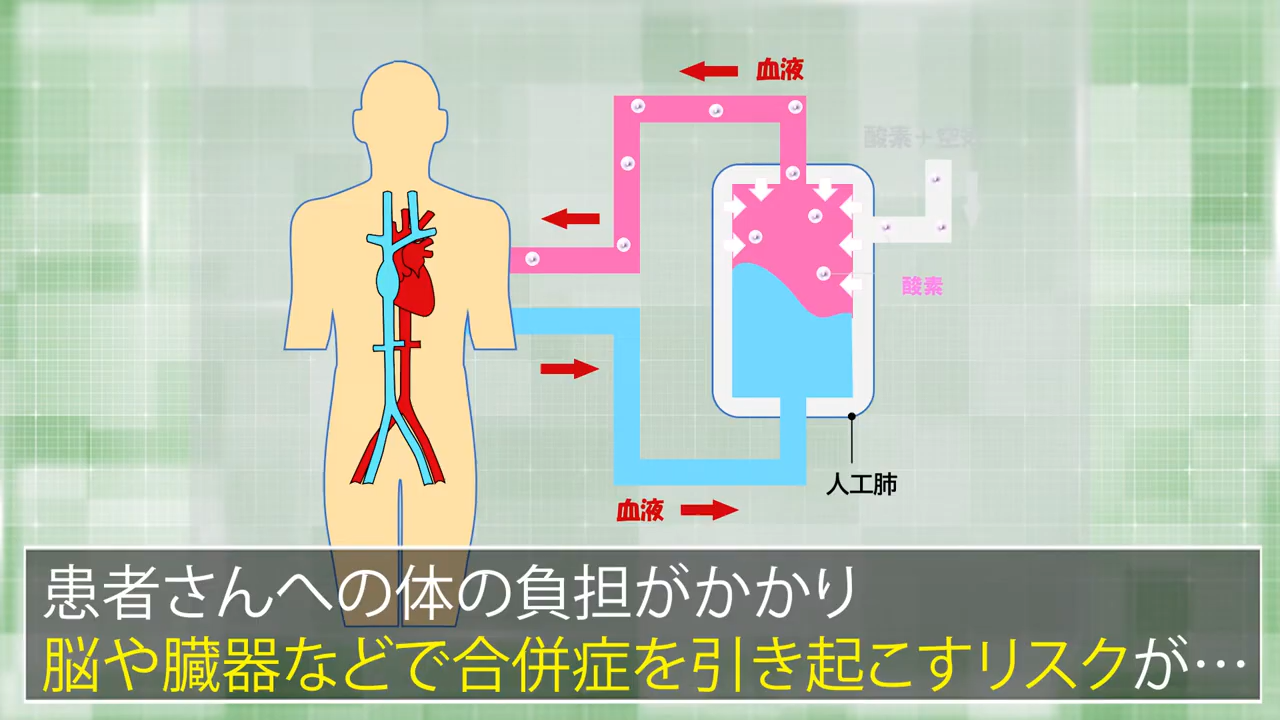 血液
酸素＋空気
酸素
人工肺
血液
患者さんへの体の負担がかかり
脳や臓器などで合併症を引き起こすリスクが…